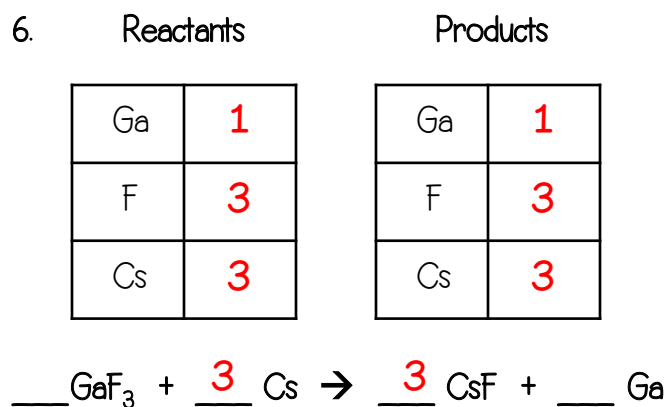 6. Reactants Products
Ga 1 Ga 1
F 3 F 3
Cs 3 Cs 3
___GaF₃ + 3 Cs → 3 CsF + ___ Ga